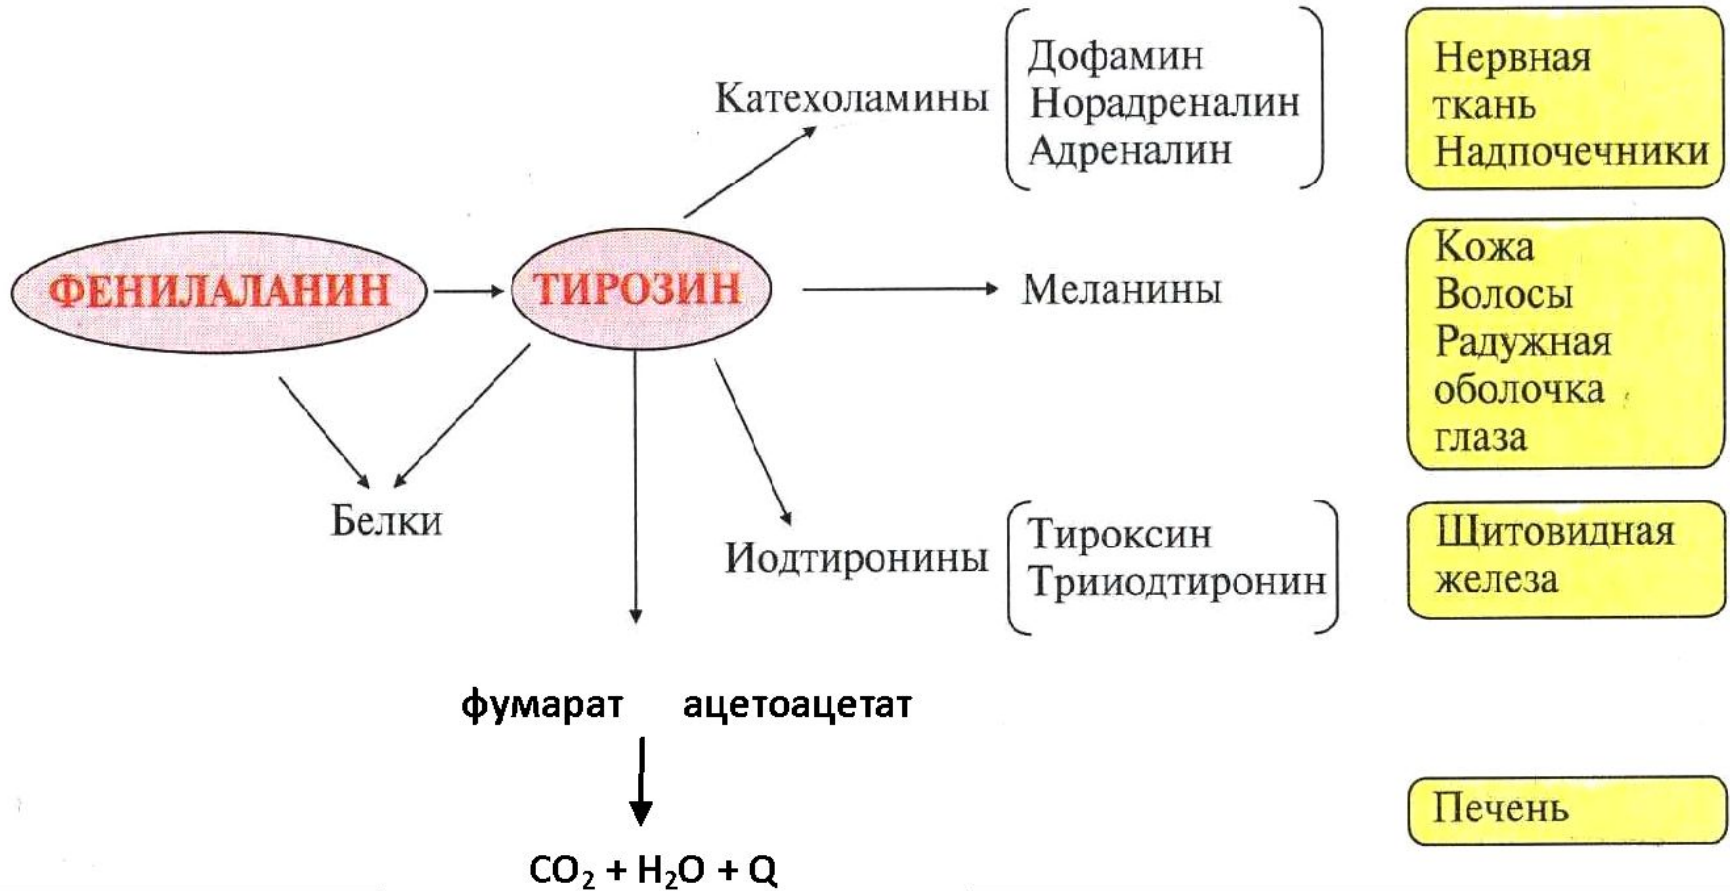 Катехоламины
Дофамин
Норадреналин
Адреналин
Нервная
ткань
Надпочечники
ФЕНИЛАЛАНИН
ТИРОЗИН
Меланины
Кожа
Волосы
Радужная
оболочка
глаза
Белки
Иодтиронины
Тироксин
Трииодтиронин
Щитовидная
железа
фумарат ацетоацетат
Печень
CO₂ + H₂O + Q